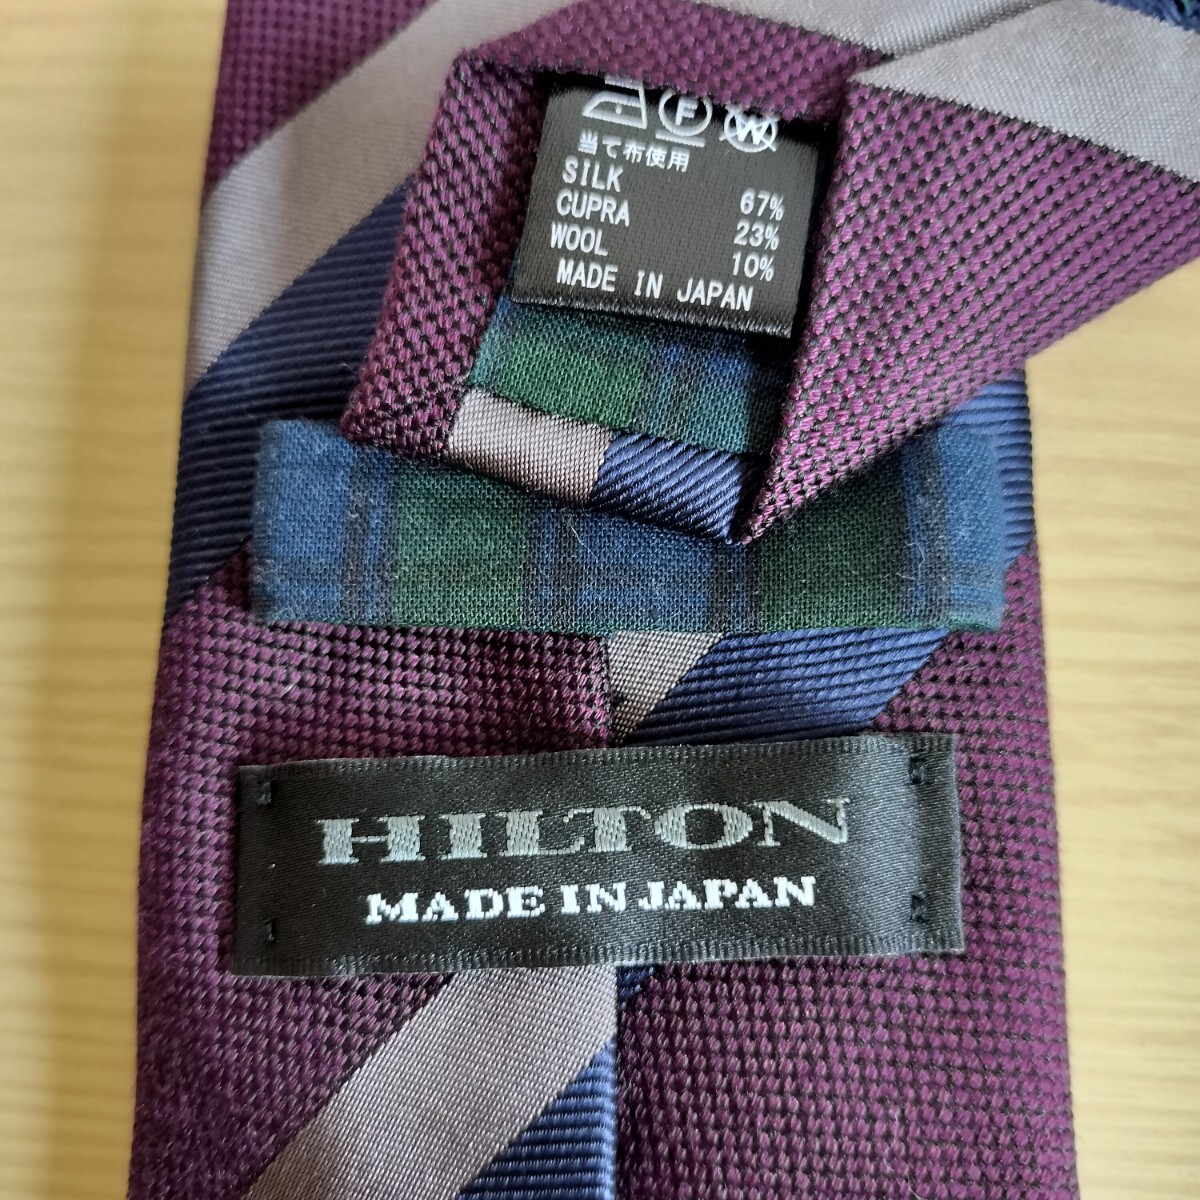 F W
当て布使用
SILK 67%
CUPRA 23%
WOOL 10%
MADE IN JAPAN
HILTON
MADE IN JAPAN